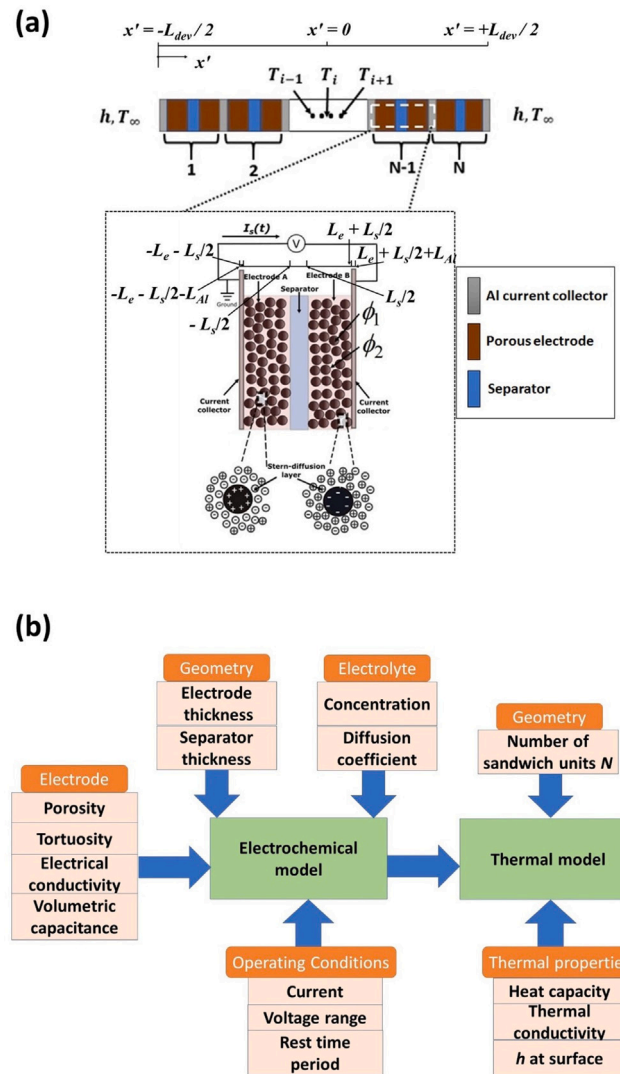 (a)
x' = -L_dev / 2
x'=0
x' = +L_dev / 2
x'
T_i-1
T_i
T_i+1
h, T∞
h, T∞
1
2
N-1
N
I_s(t)
V
-L_e - L_s/2
L_e + L_s/2
L_e + L_s/2+L_Al
Electrode A
Electrode B
Ground
Separator
-L_e - L_s/2-L_Al
- L_s/2
L_s/2
ϕ_1
ϕ_2
Current
collector
Current
collector
Stern-diffusion
layer
Al current collector
Porous electrode
Separator
(b)
Geometry
Electrode
thickness
Separator
thickness
Electrolyte
Concentration
Diffusion
coefficient
Geometry
Number of
sandwich units N
Electrode
Porosity
Tortuosity
Electrical
conductivity
Volumetric
capacitance
Electrochemical
model
Thermal model
Operating Conditions
Current
Voltage range
Rest time
period
Thermal propertie
Heat capacity
Thermal
conductivity
h at surface